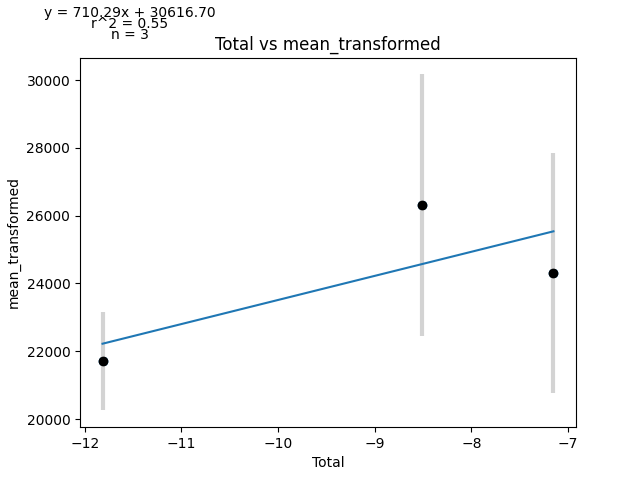 y = 710.29x + 30616.70
r^2 = 0.55
n = 3
Total vs mean_transformed
30000
28000
26000
24000
22000
20000
mean_transformed
−12
−11
−10
−9
−8
−7
Total